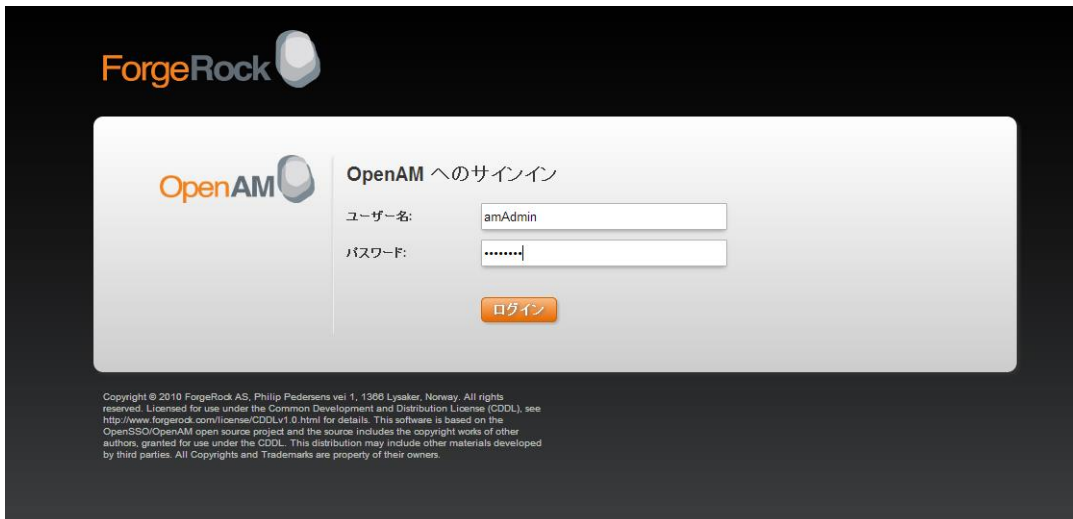 ForgeRock
OpenAM
OpenAM へのサインイン
ユーザー名:
amAdmin
パスワード:
••••••••
ログイン
Copyright © 2010 ForgeRock AS, Philip Pedersens vei 1, 1366 Lysaker, Norway. All rights
reserved. Licensed for use under the Common Development and Distribution License (CDDL), see
http://www.forgerock.com/license/CDDLv1.0.html for details. This software is based on the
OpenSSO/OpenAM open source project and the source includes the copyright works of other
authors, granted for use under the CDDL. This distribution may include other materials developed
by third parties. All Copyrights and Trademarks are property of their owners.